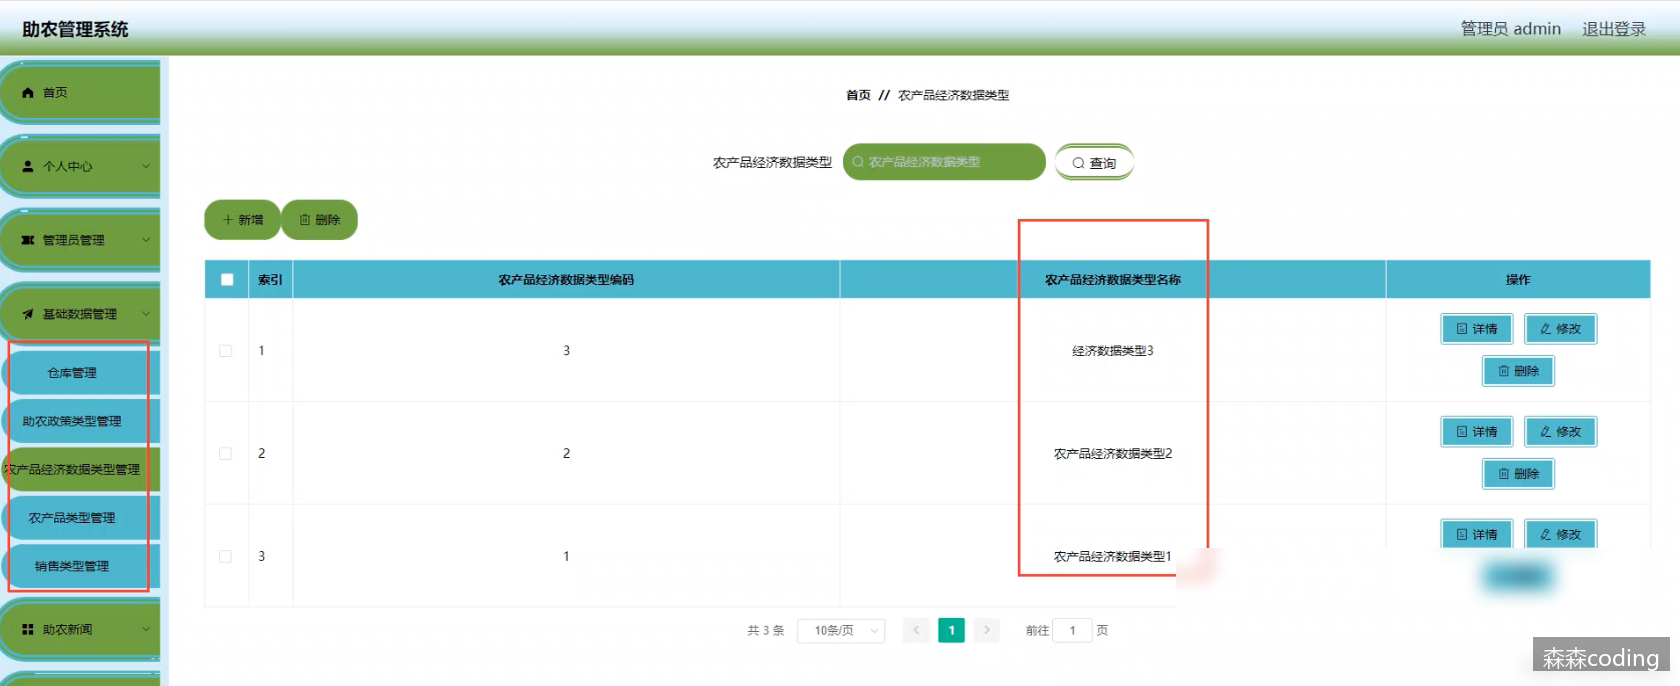 助农管理系统
管理员 admin 退出登录
首页
个人中心
管理员管理
基础数据管理
仓库管理
助农政策类型管理
农产品经济数据类型管理
农产品类型管理
销售类型管理
助农新闻
首页 // 农产品经济数据类型
农产品经济数据类型 农产品经济数据类型 查询
新增 删除
索引 农产品经济数据类型编码 农产品经济数据类型名称 操作
1 3 经济数据类型3 详情 修改
删除
2 2 农产品经济数据类型2 详情 修改
删除
3 1 农产品经济数据类型1 详情 修改
共 3 条 10条/页 1 前往 1 页
森森coding